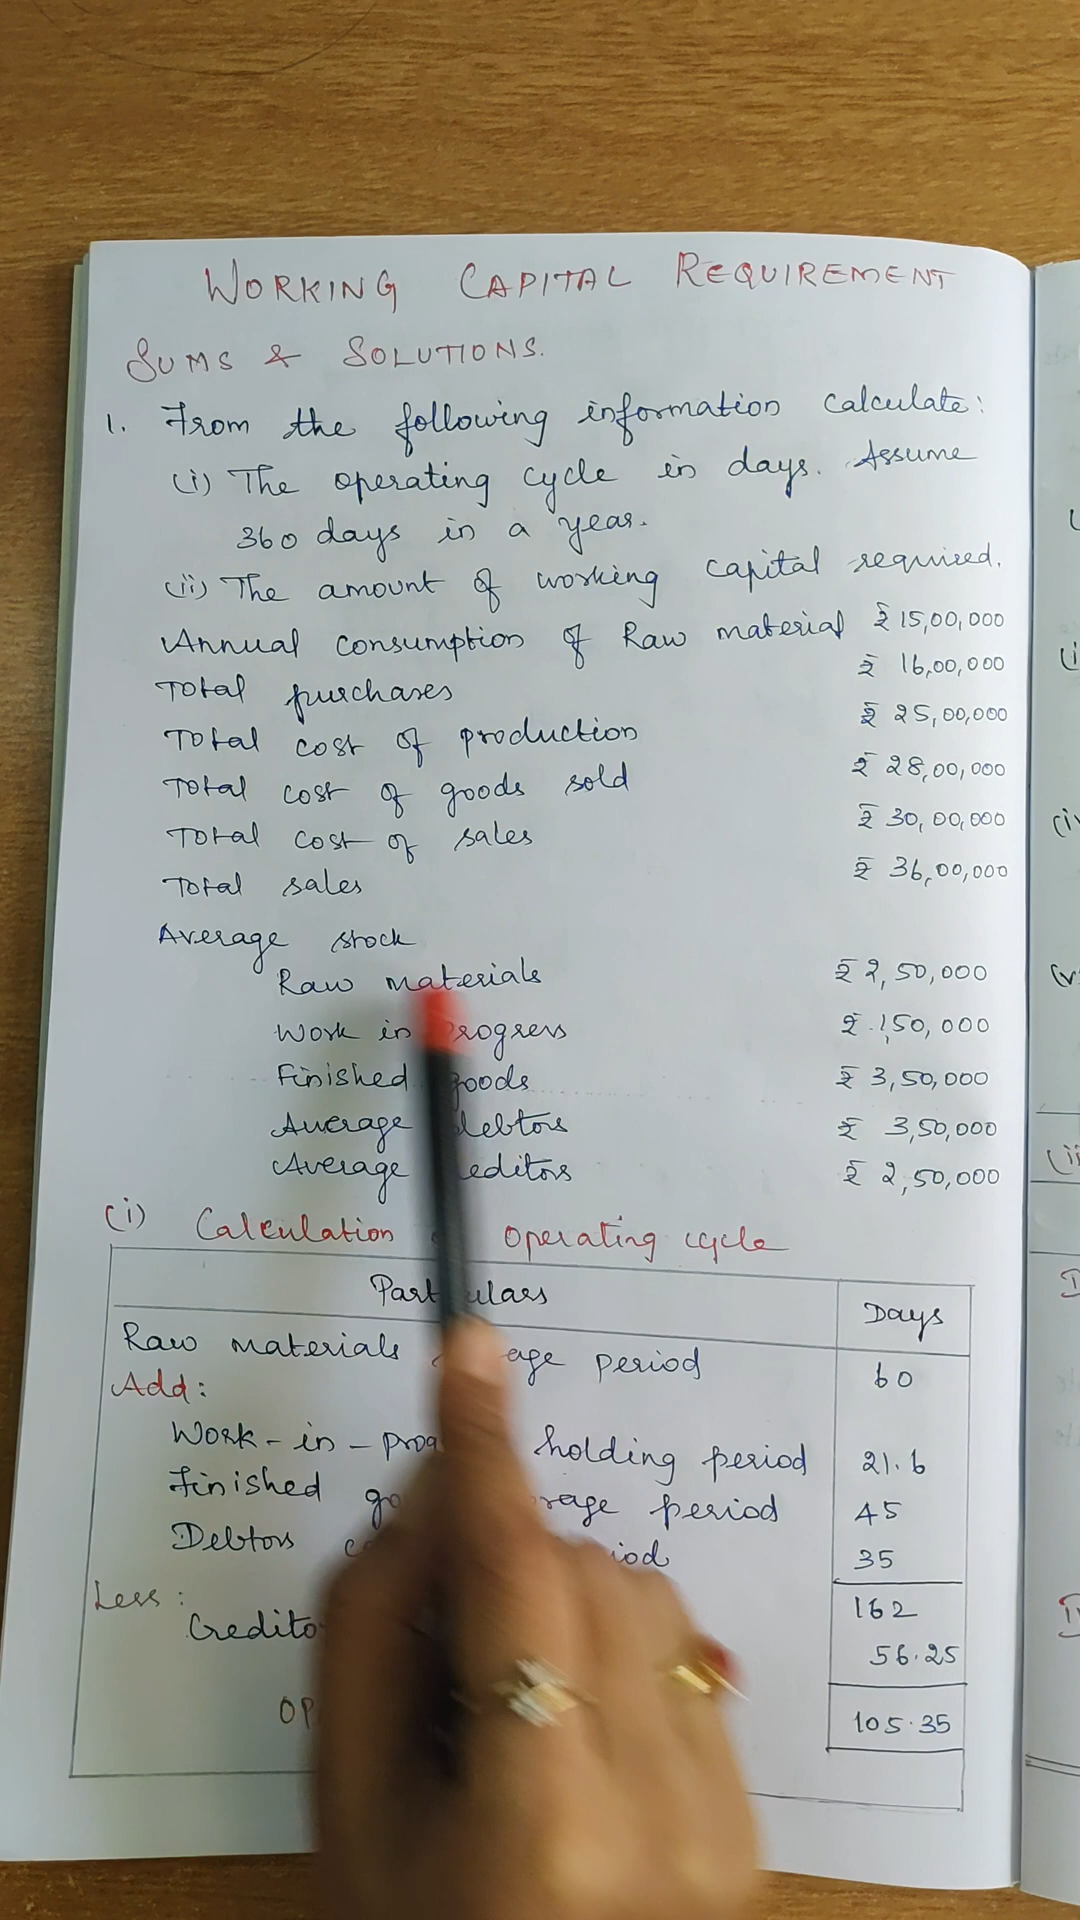 WORKING CAPITAL REQUIREMENT
SUMS & SOLUTIONS.
1. From the following information calculate:
(i) The operating cycle in days. Assume
360 days in a year.
(ii) The amount of working capital required.
Annual consumption of Raw material ₹ 15,00,000
Total purchases ₹ 16,00,000
Total cost of production ₹ 25,00,000
Total cost of goods sold ₹ 28,00,000
Total cost of sales ₹ 30,00,000
Total sales ₹ 36,00,000
Average stock
Raw materials ₹ 2,50,000
Work in progress ₹ 1,50,000
Finished goods ₹ 3,50,000
Average debtors ₹ 3,50,000
Average editors ₹ 2,50,000
(i) Calculation operating cycle
Particulars Days
Raw materials age period 60
Add:
Work-in-prog holding period 21.6
Finished go rage period 45
Debtors iod 35
Less: 162
Credito 56.25
OP 105.35